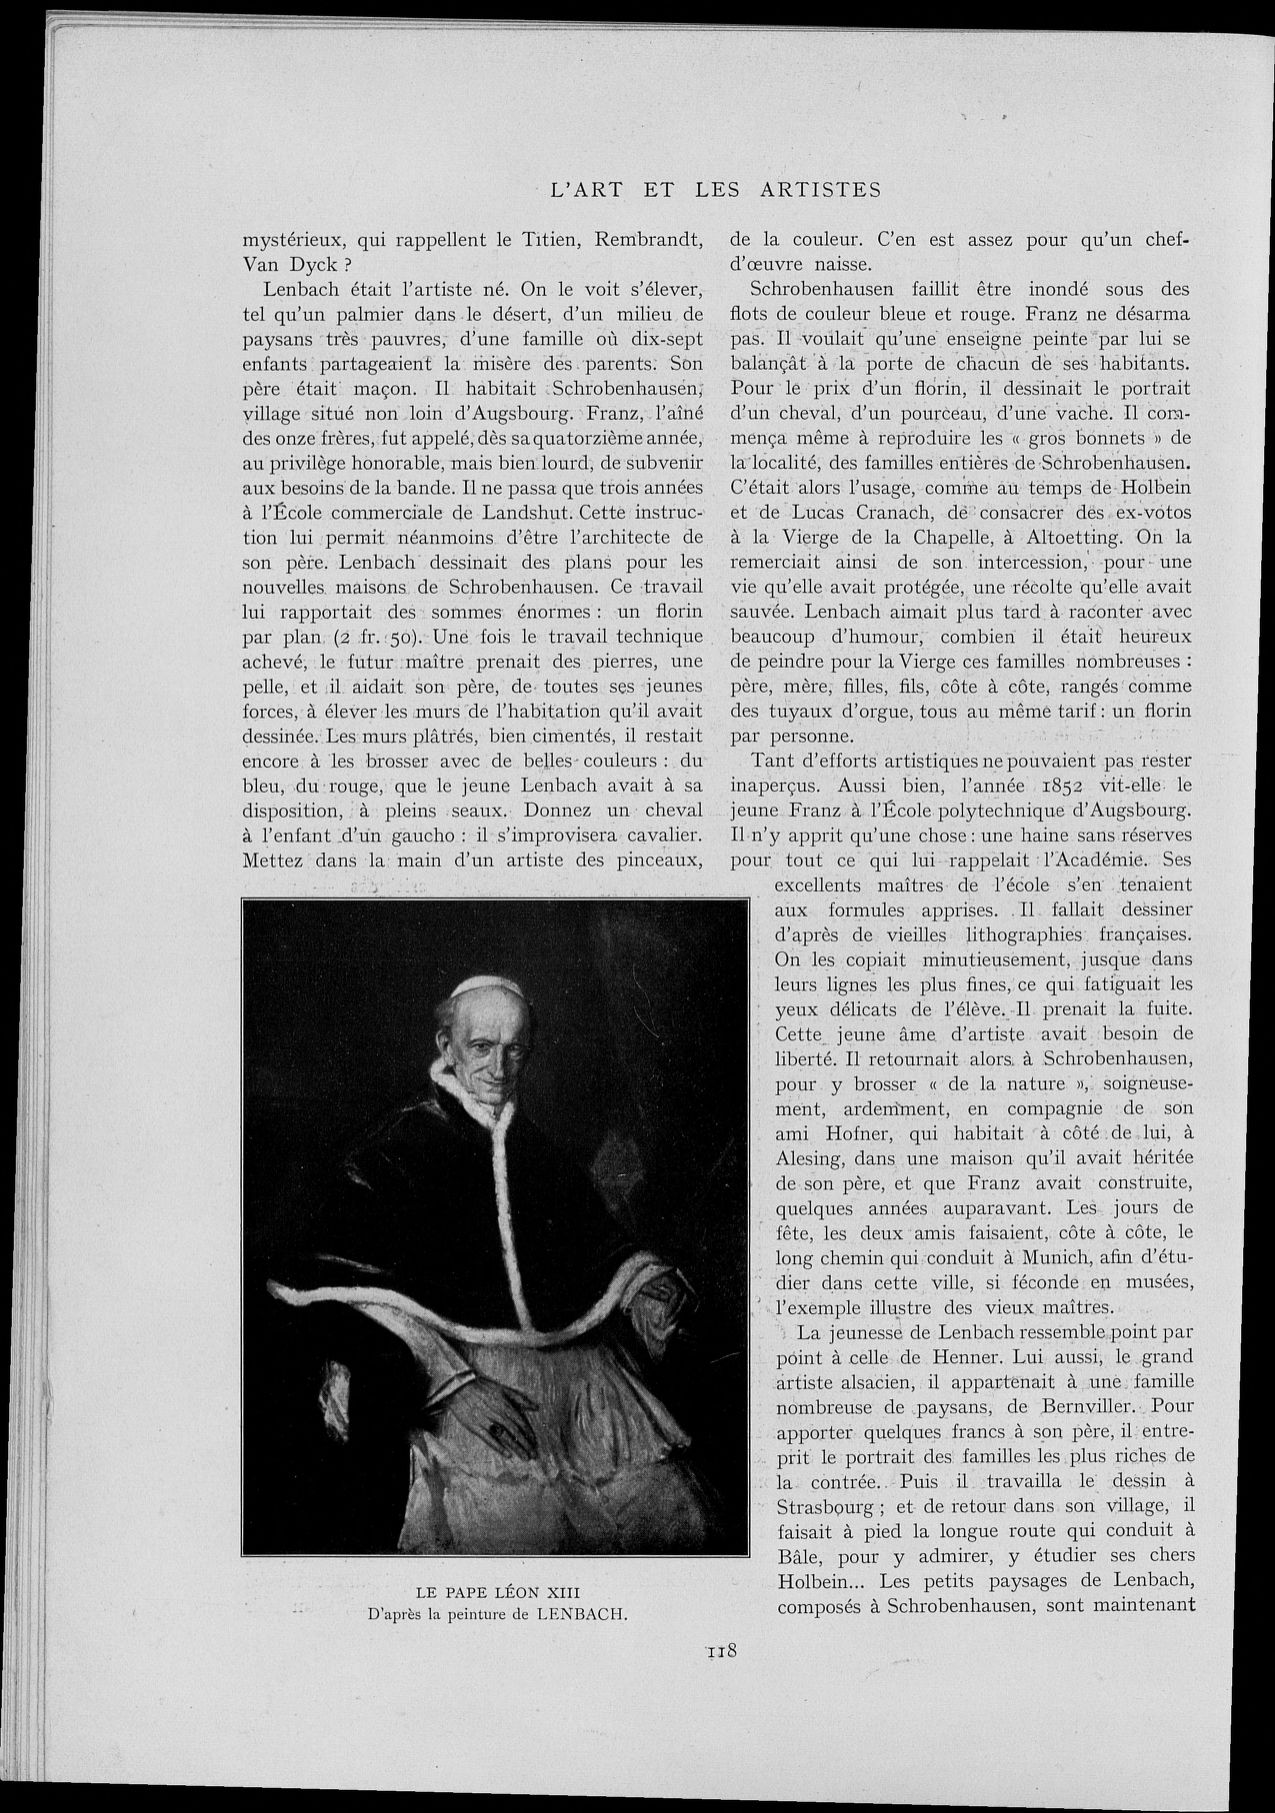 L'ART ET LES ARTISTES
mystérieux, qui rappellent le Titien, Rembrandt,
Van Dyck ?
Lenbach était l'artiste né. On le voit s'élever,
tel qu'un palmier dans le désert, d'un milieu de
paysans très pauvres, d'une famille où dix-sept
enfants partageaient la misère des parents. Son
père était maçon. Il habitait Schrobenhausen,
village situé non loin d'Augsbourg. Franz, l'aîné
des onze frères, fut appelé, dès sa quatorzième année,
au privilège honorable, mais bien lourd, de subvenir
aux besoins de la bande. Il ne passa que trois années
à l'École commerciale de Landshut. Cette instruc-
tion lui permit néanmoins d'être l'architecte de
son père. Lenbach dessinait des plans pour les
nouvelles maisons de Schrobenhausen. Ce travail
lui rapportait des sommes énormes : un florin
par plan (2 fr. 50). Une fois le travail technique
achevé, le futur maître prenait des pierres, une
pelle, et il aidait son père, de toutes ses jeunes
forces, à élever les murs de l'habitation qu'il avait
dessinée. Les murs plâtrés, bien cimentés, il restait
encore à les brosser avec de belles couleurs : du
bleu, du rouge, que le jeune Lenbach avait à sa
disposition, à pleins seaux. Donnez un cheval
à l'enfant d'un gaucho : il s'improvisera cavalier.
Mettez dans la main d'un artiste des pinceaux,
de la couleur. C'en est assez pour qu'un chef-
d'œuvre naisse.
Schrobenhausen faillit être inondé sous des
flots de couleur bleue et rouge. Franz ne désarma
pas. Il voulait qu'une enseigne peinte par lui se
balançât à la porte de chacun de ses habitants.
Pour le prix d'un florin, il dessinait le portrait
d'un cheval, d'un pourceau, d'une vache. Il com-
mença même à reproduire les « gros bonnets » de
la localité, des familles entières de Schrobenhausen.
C'était alors l'usage, comme au temps de Holbein
et de Lucas Cranach, de consacrer des ex-votos
à la Vierge de la Chapelle, à Altoetting. On la
remerciait ainsi de son intercession, pour une
vie qu'elle avait protégée, une récolte qu'elle avait
sauvée. Lenbach aimait plus tard à raconter avec
beaucoup d'humour, combien il était heureux
de peindre pour la Vierge ces familles nombreuses :
père, mère, filles, fils, côte à côte, rangés comme
des tuyaux d'orgue, tous au même tarif : un florin
par personne.
Tant d'efforts artistiques ne pouvaient pas rester
inaperçus. Aussi bien, l'année 1852 vit-elle le
jeune Franz à l'École polytechnique d'Augsbourg.
Il n'y apprit qu'une chose : une haine sans réserves
pour tout ce qui lui rappelait l'Académie. Ses
excellents maîtres de l'école s'en tenaient
aux formules apprises. Il fallait dessiner
d'après de vieilles lithographies françaises.
On les copiait minutieusement, jusque dans
leurs lignes les plus fines, ce qui fatiguait les
yeux délicats de l'élève. Il prenait la fuite.
Cette jeune âme d'artiste avait besoin de
liberté. Il retournait alors à Schrobenhausen,
pour y brosser « de la nature », soigneuse-
ment, ardemment, en compagnie de son
ami Hofner, qui habitait à côté de lui, à
Alesing, dans une maison qu'il avait héritée
de son père, et que Franz avait construite,
quelques années auparavant. Les jours de
fête, les deux amis faisaient, côte à côte, le
long chemin qui conduit à Munich, afin d'étu-
dier dans cette ville, si féconde en musées,
l'exemple illustre des vieux maîtres.
La jeunesse de Lenbach ressemble point par
point à celle de Henner. Lui aussi, le grand
artiste alsacien, il appartenait à une famille
nombreuse de paysans, de Bernviller. Pour
apporter quelques francs à son père, il entre-
prit le portrait des familles les plus riches de
la contrée. Puis il travailla le dessin à
Strasbourg ; et de retour dans son village, il
faisait à pied la longue route qui conduit à
Bâle, pour y admirer, y étudier ses chers
Holbein... Les petits paysages de Lenbach,
composés à Schrobenhausen, sont maintenant
LE PAPE LÉON XIII
D'après la peinture de LENBACH.
118